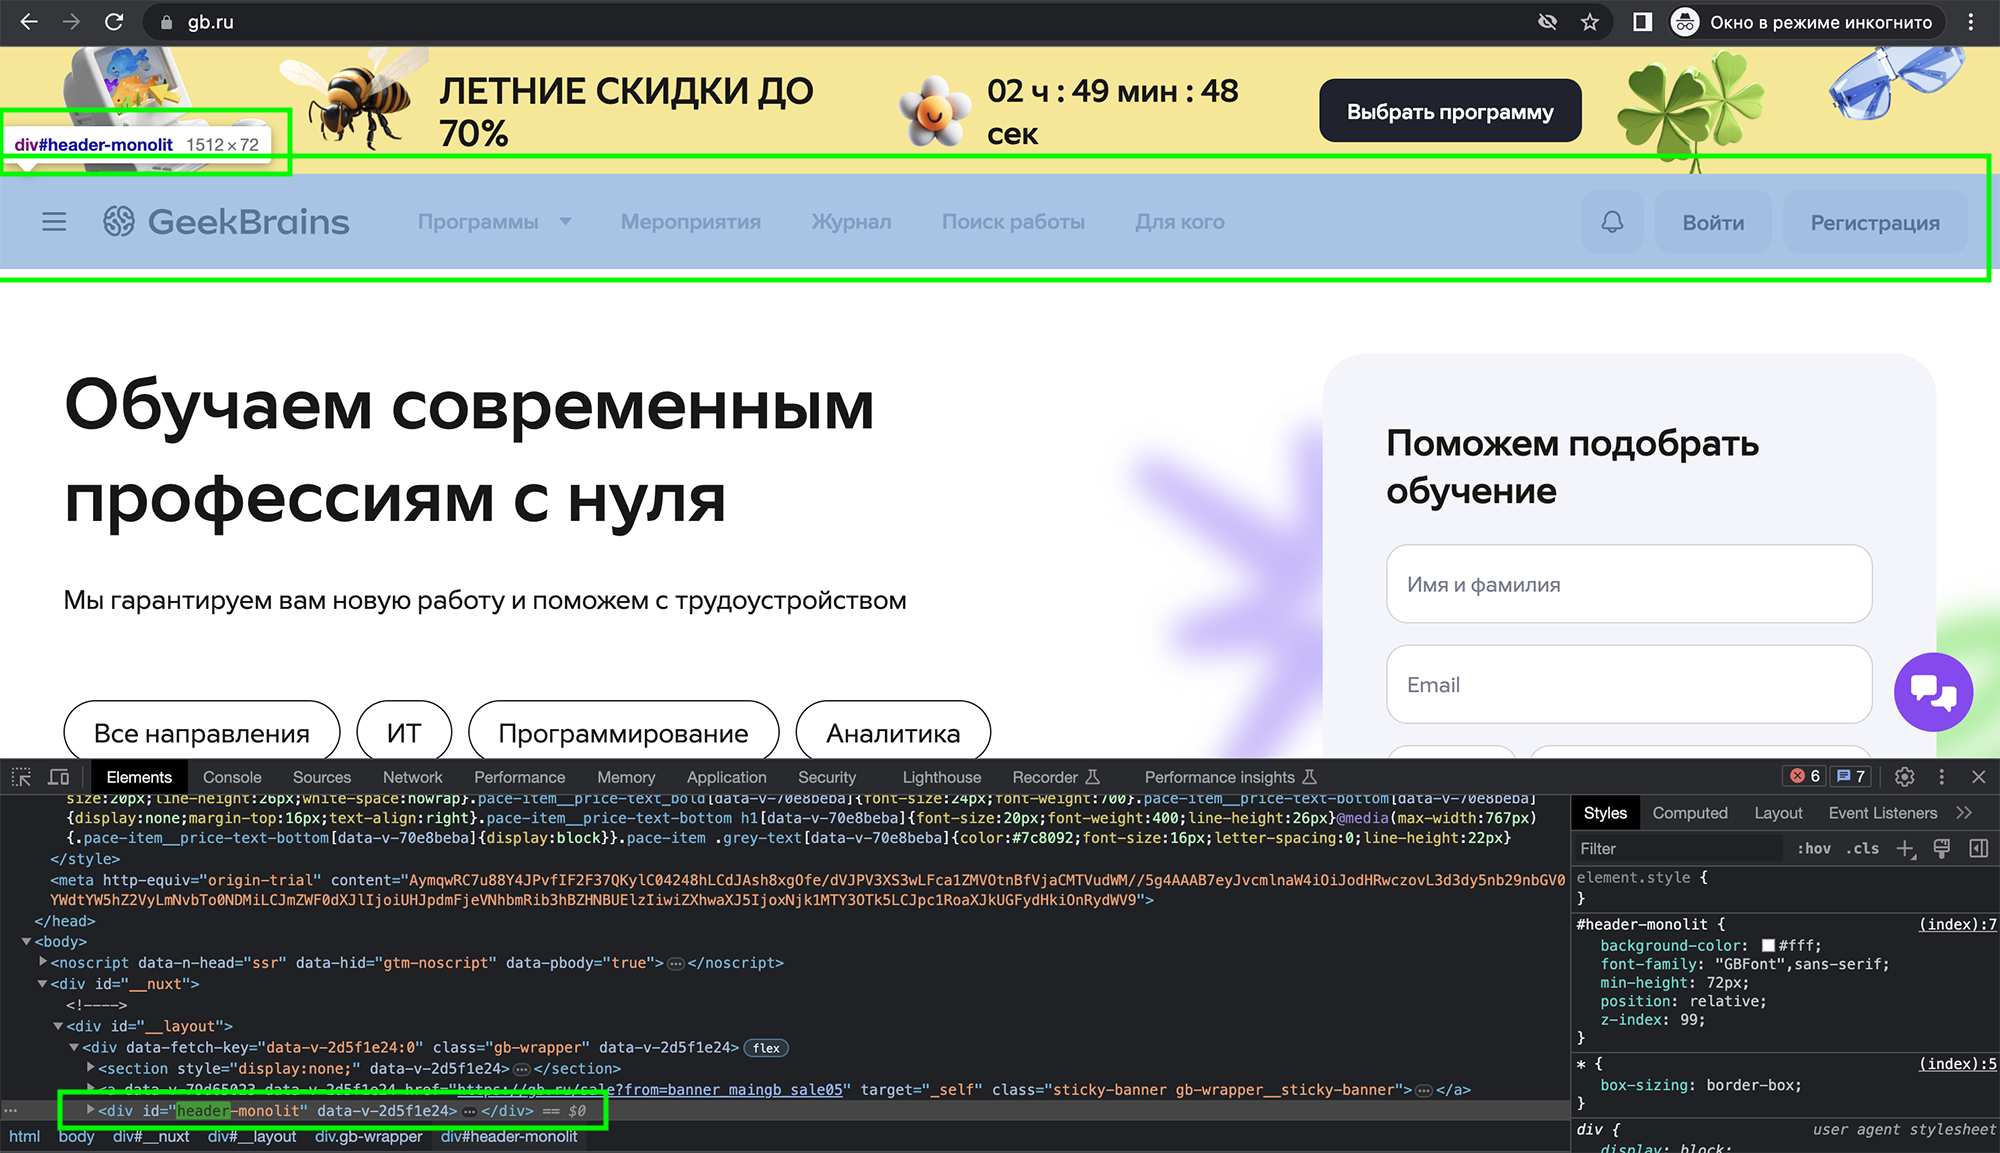 gb.ru
Окно в режиме инкогнито
ЛЕТНИЕ СКИДКИ ДО
70%
02 ч : 49 мин : 48
сек
Выбрать программу
div#header-monolit 1512 × 72
GeekBrains
Программы
Мероприятия
Журнал
Поиск работы
Для кого
Войти
Регистрация
Обучаем современным
профессиям с нуля
Мы гарантируем вам новую работу и поможем с трудоустройством
Все направления
ИТ
Программирование
Аналитика
Поможем подобрать
обучение
Имя и фамилия
Email
Elements Console Sources Network Performance Memory Application Security Lighthouse Recorder Performance insights 6 7
size:20px;line-height:26px;white-space:nowrap}.pace-item__price-text_bold[data-v-70e8beba]{font-size:24px;font-weight:700}.pace-item__price-text-bottom[data-v-70e8beba]
{display:none;margin-top:16px;text-align:right}.pace-item__price-text-bottom h1[data-v-70e8beba]{font-size:20px;font-weight:400;line-height:26px}@media(max-width:767px)
{.pace-item__price-text-bottom[data-v-70e8beba]{display:block}}.pace-item .grey-text[data-v-70e8beba]{color:#7c8092;font-size:16px;letter-spacing:0;line-height:22px}
</style>
<meta http-equiv="origin-trial" content="
</head>
<body>
<noscript data-n-head="ssr" data-hid="gtm-noscript" data-pbody="true">…</noscript>
<div id="__nuxt">
<!---->
<div id="__layout">
<div data-fetch-key="data-v-2d5f1e24:0" class="gb-wrapper" data-v-2d5f1e24> flex
<section style="display:none;" data-v-2d5f1e24>…</section>
<a data-v-79d65023 data-v-2d5f1e24 href="https://gb.ru/sale?from=banner_maingb_sale05" target="_self" class="sticky-banner gb-wrapper__sticky-banner">…</a>
<div id="header-monolit" data-v-2d5f1e24>…</div> == $0
html body div#__nuxt div#__layout div.gb-wrapper div#header-monolit
Styles Computed Layout Event Listeners
Filter :hov .cls
element.style {
}
#header-monolit { (index):7
background-color: #fff;
font-family: "GBFont",sans-serif;
min-height: 72px;
position: relative;
z-index: 99;
}
* { (index):5
box-sizing: border-box;
}
div { user agent stylesheet
display: block;